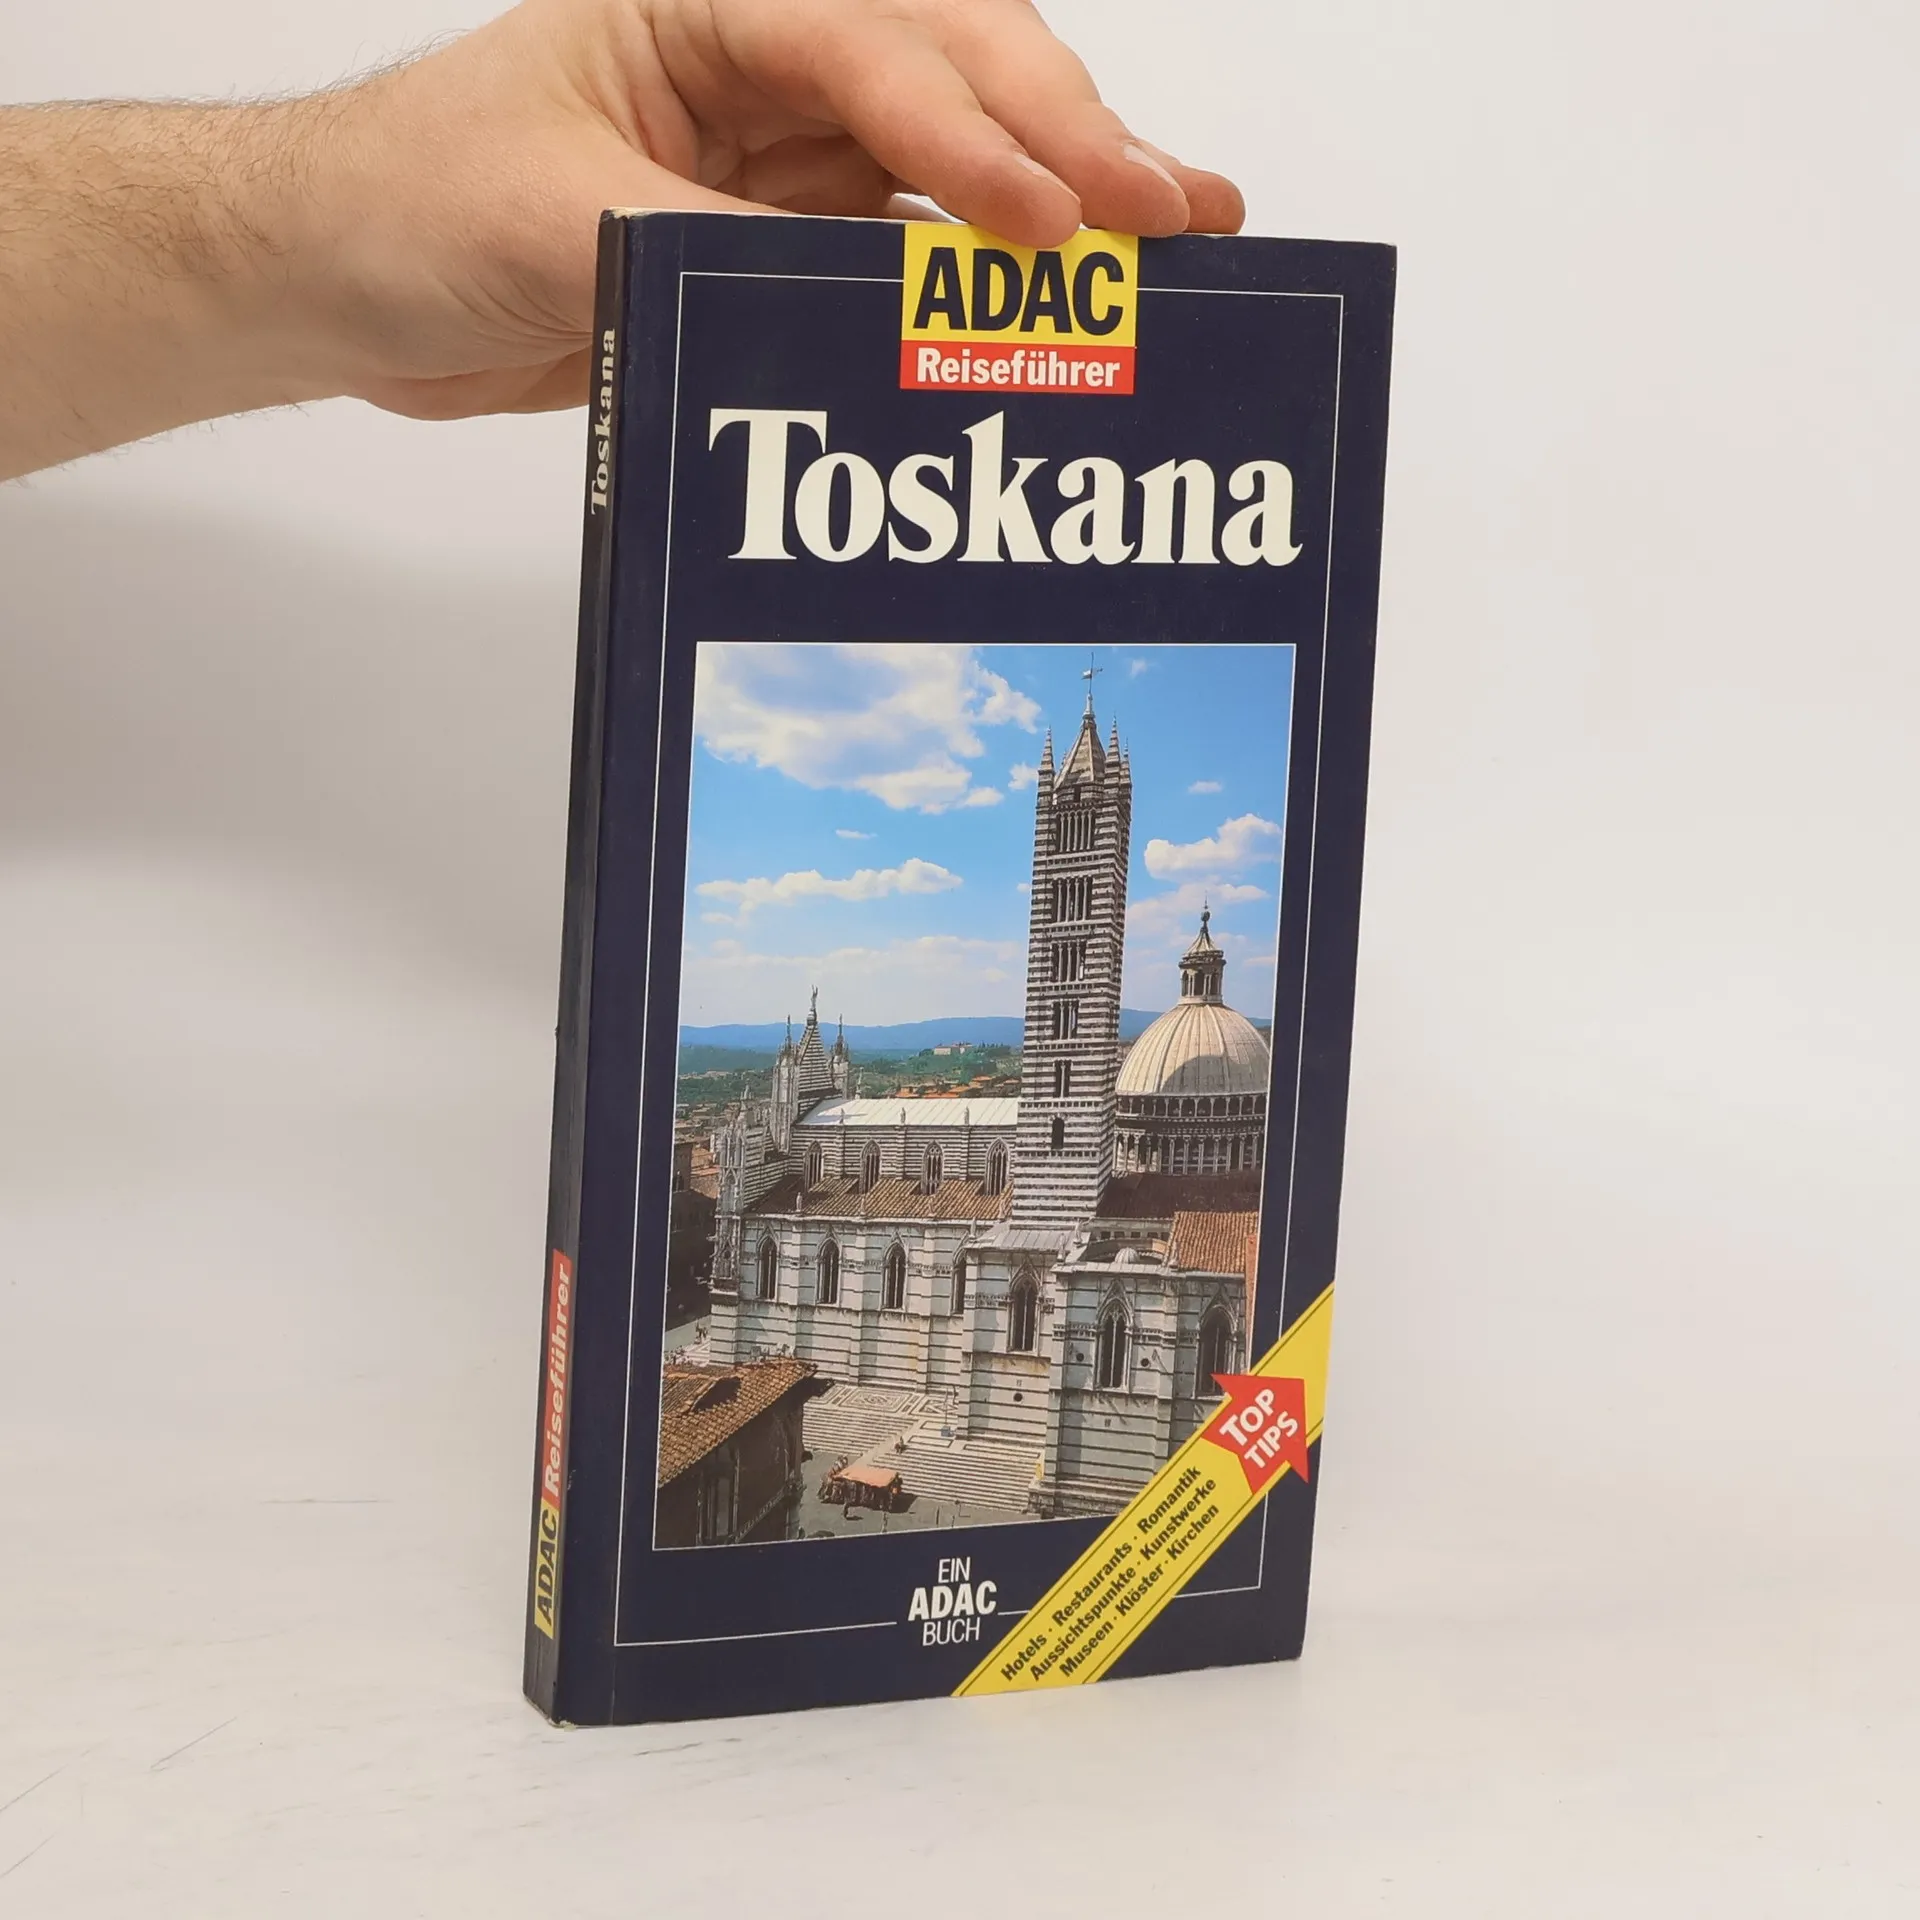 ADAC
Reiseführer
Toskana
TOP
TIPS
Hotels · Restaurants · Romantik
Aussichtspunkte · Kunstwerke
Museen · Klöster · Kirchen
EIN
ADAC
BUCH
Toskana
ADAC Reiseführer